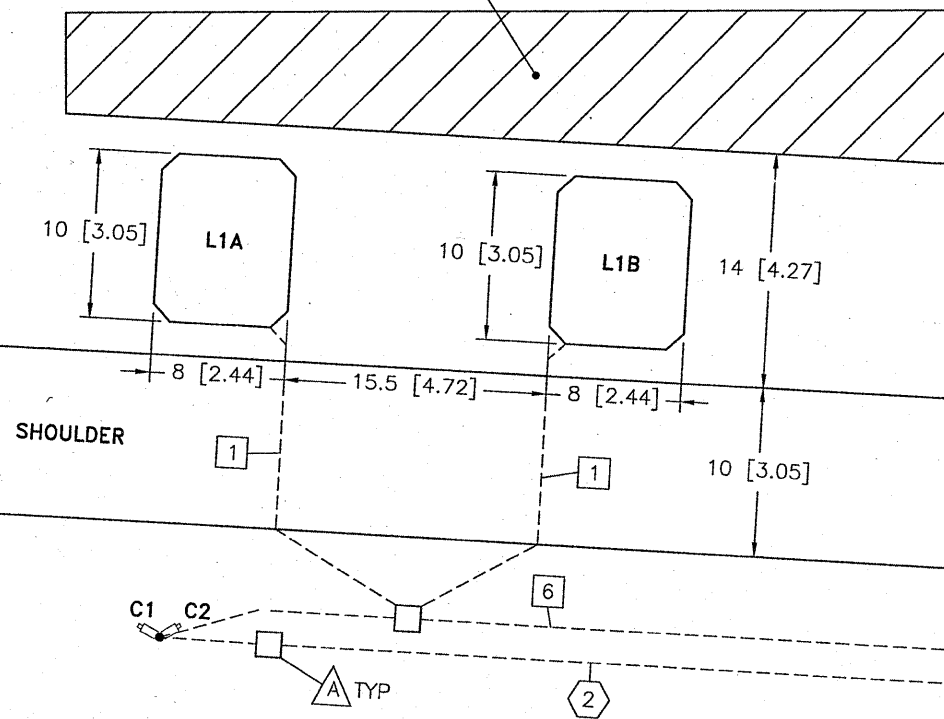 10 [3.05]
L1A
10 [3.05]
L1B
14 [4.27]
8 [2.44]
15.5 [4.72]
8 [2.44]
SHOULDER
1
1
10 [3.05]
C1 C2
6
A TYP
2